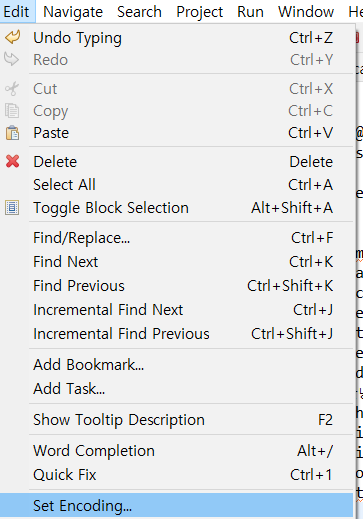 Edit Navigate Search Project Run Window He
Undo Typing Ctrl+Z
Redo Ctrl+Y
Cut Ctrl+X
Copy Ctrl+C
Paste Ctrl+V
Delete Delete
Select All Ctrl+A
Toggle Block Selection Alt+Shift+A
Find/Replace... Ctrl+F
Find Next Ctrl+K
Find Previous Ctrl+Shift+K
Incremental Find Next Ctrl+J
Incremental Find Previous Ctrl+Shift+J
Add Bookmark...
Add Task...
Show Tooltip Description F2
Word Completion Alt+/
Quick Fix Ctrl+1
Set Encoding...